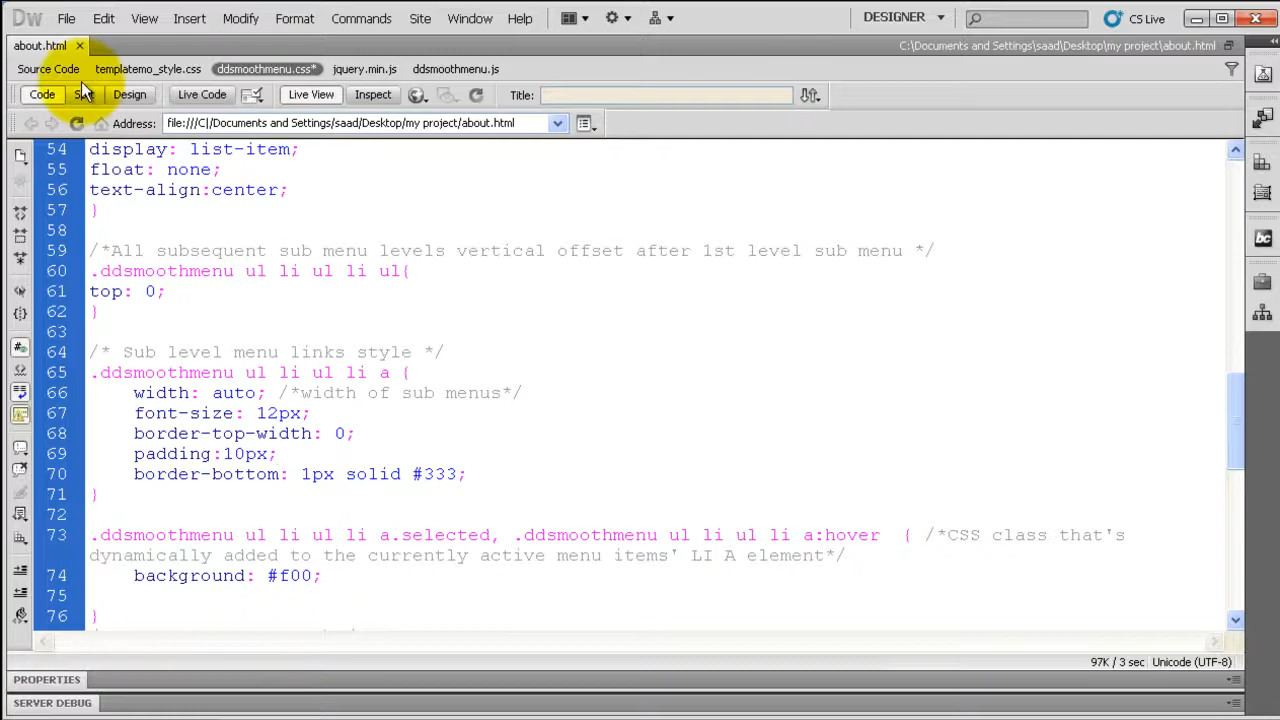 Dw File Edit View Insert Modify Format Commands Site Window Help DESIGNER CS Live
about.html C:\Documents and Settings\saad\Desktop\my project\about.html
Source Code templatemo_style.css ddsmoothmenu.css* jquery.min.js ddsmoothmenu.js
Code Design Live Code Live View Inspect Title:
Address: file:///C|/Documents and Settings/saad/Desktop/my project/about.html
54 display: list-item;
55 float: none;
56 text-align:center;
57 }
58
59 /*All subsequent sub menu levels vertical offset after 1st level sub menu */
60 .ddsmoothmenu ul li ul li ul{
61 top: 0;
62 }
63
64 /* Sub level menu links style */
65 .ddsmoothmenu ul li ul li a {
66 width: auto; /*width of sub menus*/
67 font-size: 12px;
68 border-top-width: 0;
69 padding:10px;
70 border-bottom: 1px solid #333;
71 }
72
73 .ddsmoothmenu ul li ul li a.selected, .ddsmoothmenu ul li ul li a:hover { /*CSS class that's
dynamically added to the currently active menu items' LI A element*/
74 background: #f00;
75
76 }
97K / 3 sec Unicode (UTF-8)
PROPERTIES
SERVER DEBUG